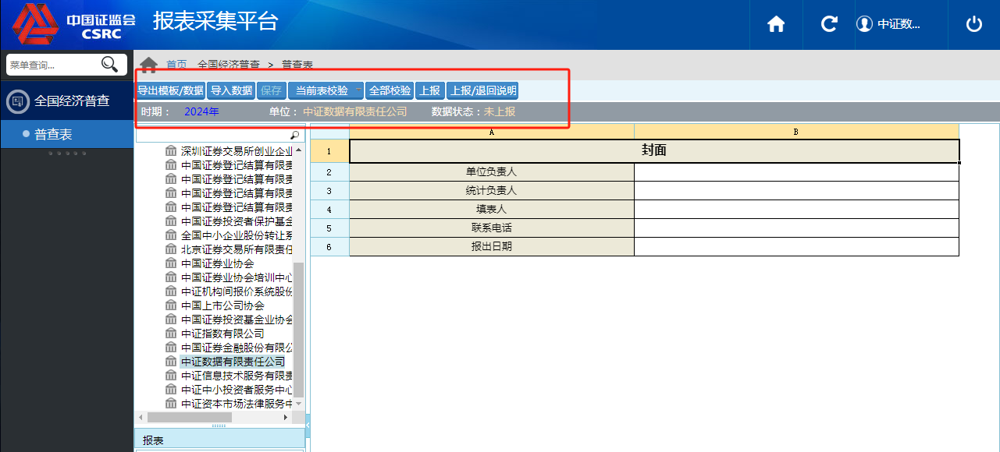 中国证监会
CSRC
报表采集平台
中证数...
菜单查询...
首页 全国经济普查 > 普查表
导出模板/数据 导入数据 保存 当前表校验 全部校验 上报 上报/退回说明
全国经济普查
时期： 2024年 单位：中证数据有限责任公司 数据状态：未上报
普查表
深圳证券交易所创业企业
中国证券登记结算有限责
中国证券登记结算有限责
中国证券登记结算有限责
中国证券登记结算有限责
中国证券投资者保护基金
全国中小企业股份转让系
北京证券交易所有限责任
中国证券业协会
中国证券业协会培训中心
中证机构间报价系统股份
中国上市公司协会
中国证券投资基金业协会
中证指数有限公司
中国证券金融股份有限公
中证数据有限责任公司
中证信息技术服务有限责
中证中小投资者服务中心
中证资本市场法律服务中
报表
A B
1 封面
2 单位负责人
3 统计负责人
4 填表人
5 联系电话
6 报出日期